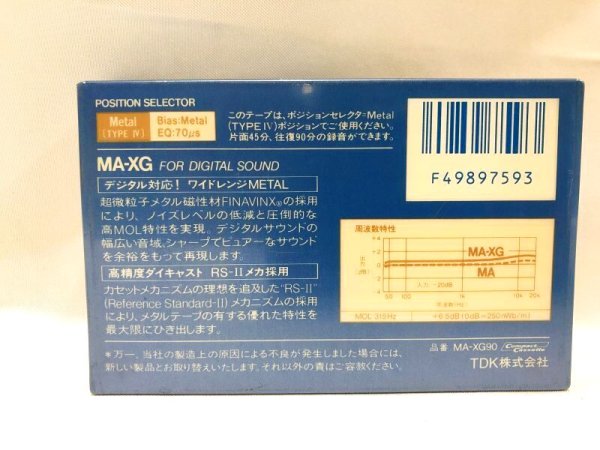 POSITION SELECTOR
Metal
(TYPE IV)
Bias:Metal
EQ:70μs
このテープは、ポジションセレクタ=Metal
(TYPE IV)ポジションでご使用ください。
片面45分、往復90分の録音ができます。
F49897593
MA-XG FOR DIGITAL SOUND
デジタル対応! ワイドレンジMETAL
超微粒子メタル磁性材FINAVINXの採用
により、ノイズレベルの低減と圧倒的な
高MOL特性を実現。デジタルサウンドの
幅広い音域、シャープでピュアーなサウンド
を余裕をもって再現します。
高精度ダイキャスト RS-IIメカ採用
カセットメカニズムの理想を追及した"RS-II"
(Reference Standard-II)メカニズムの採用
により、メタルテープの有する優れた特性を
最大限にひき出します。
周波数特性
+4
+2
0
-2
-4
出力
(dB)
MA-XG
MA
入力-20dB
50 100 1k 10k 20k
周波数(Hz)
MOL 315Hz +6.5dB(0dB=250nWb/m)
*万一、当社の製造上の原因による不良が発生しました場合には、
新しい製品とお取り替えいたします。それ以外の責はご容赦ください。
品番 MA-XG90 Compact Cassette
TDK株式会社